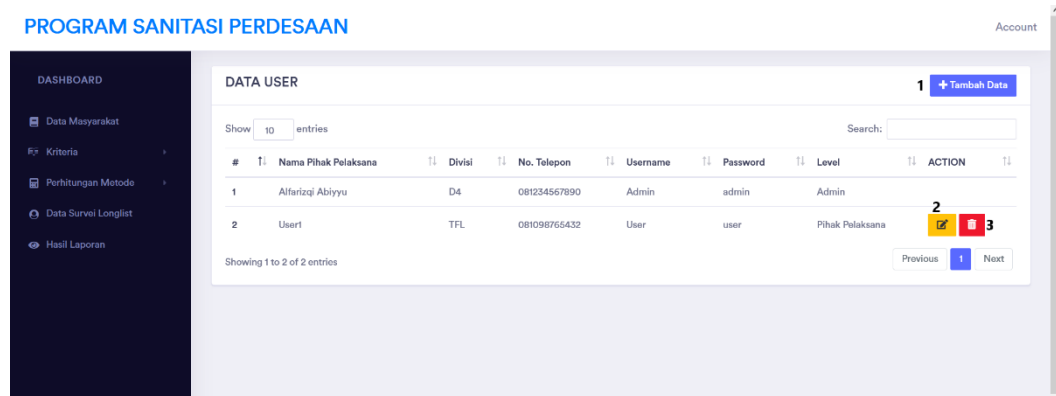 PROGRAM SANITASI PERDESAAN
Account
DASHBOARD
Data Masyarakat
Kriteria
Perhitungan Metode
Data Survei Longlist
Hasil Laporan
DATA USER
1 + Tambah Data
Show 10 entries Search:
# Nama Pihak Pelaksana Divisi No. Telepon Username Password Level ACTION
1 Alfarizqi Abiyyu D4 081234567890 Admin admin Admin
2 User1 TFL 081098765432 User user Pihak Pelaksana 2 3
Showing 1 to 2 of 2 entries
Previous 1 Next